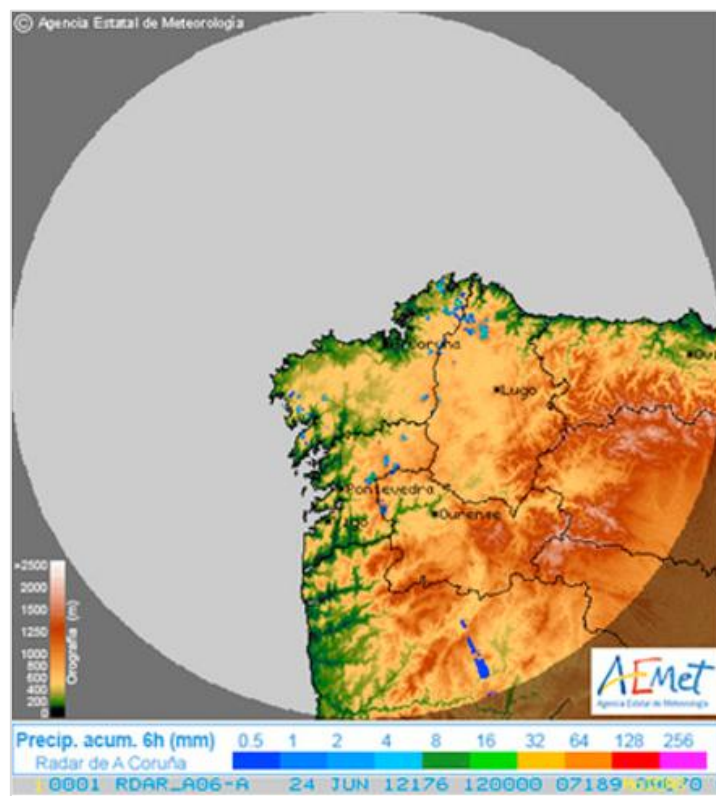 © Agencia Estatal de Meteorología
Coruña
Lugo
Pontevedra
Ourense
Vigo
>2500
2000
1500
1250
1000
800
600
400
200
0
Orografía (m)
AEMet
Agencia Estatal de Meteorología
Precip. acum. 6h (mm) 0.5 1 2 4 8 16 32 64 128 256
Radar de A Coruña
0001 RDAR_A06-A 24 JUN 12176 120000 07189